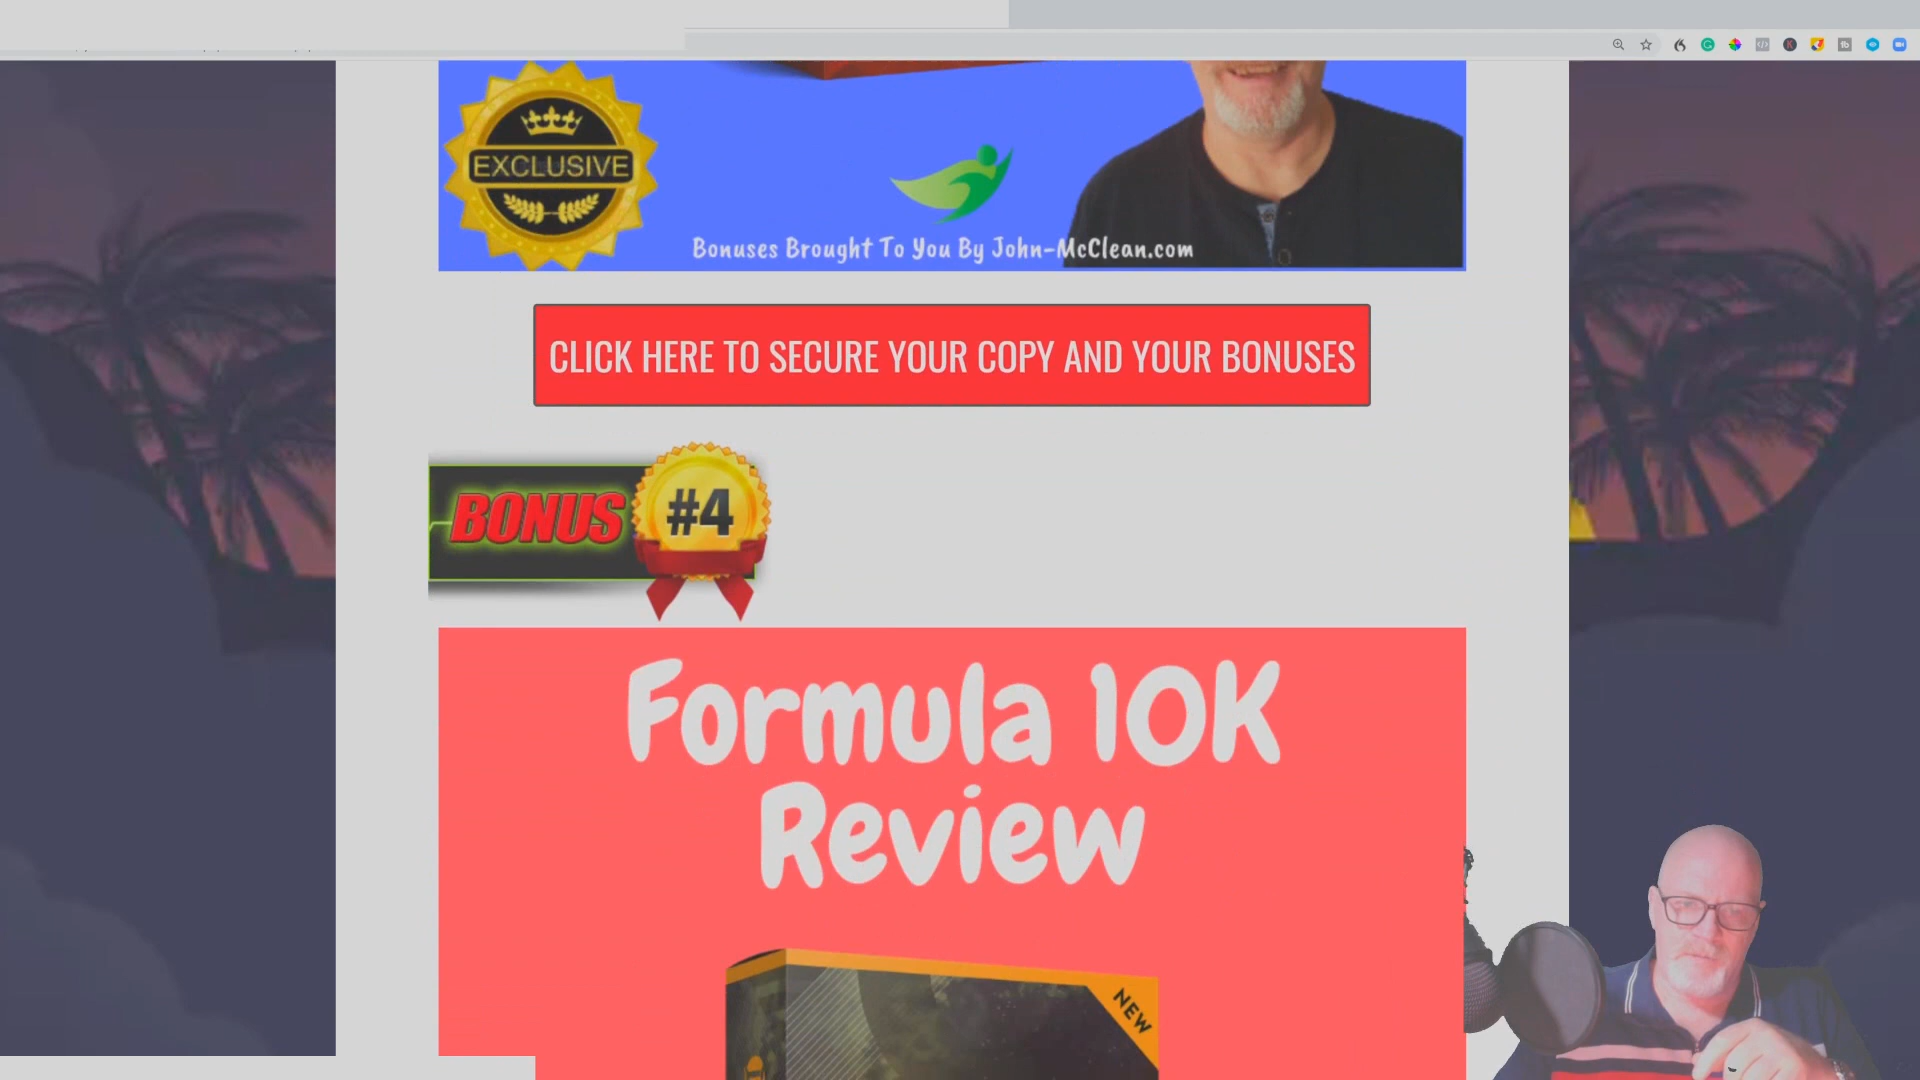 EXCLUSIVE
Bonuses Brought To You By John-McClean.com
CLICK HERE TO SECURE YOUR COPY AND YOUR BONUSES
BONUS #4
Formula 10K
Review
NEW